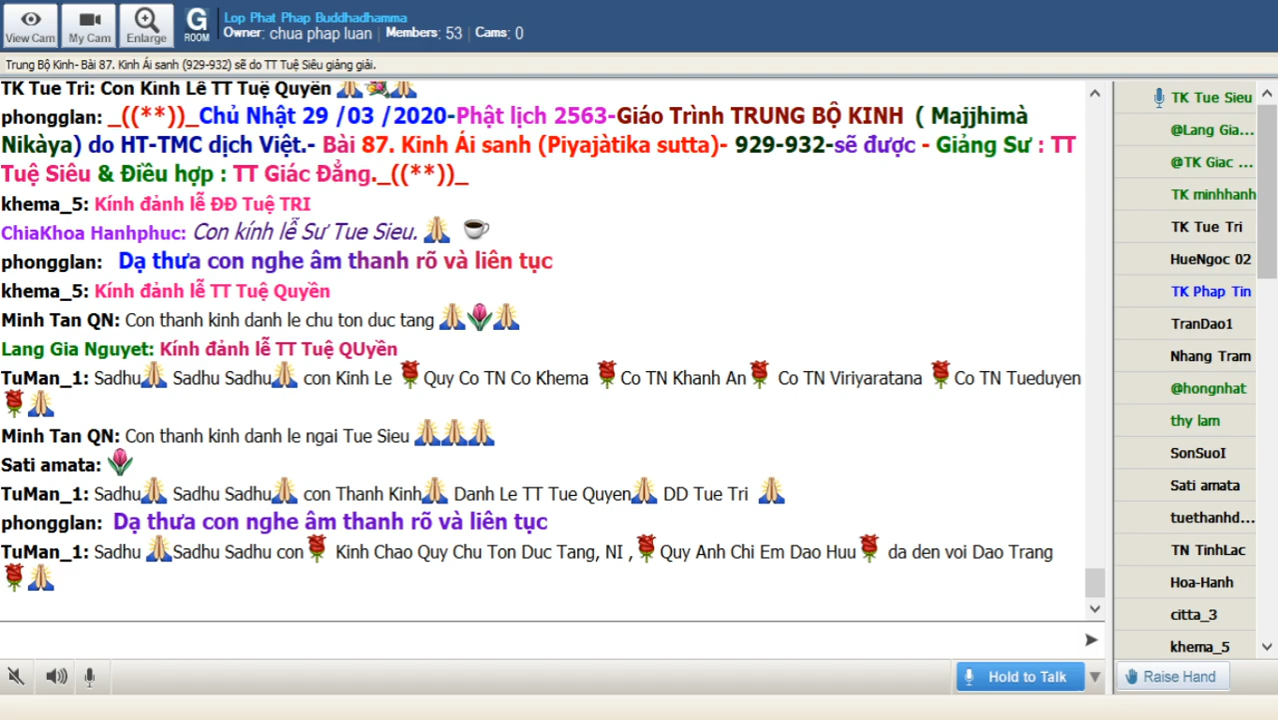 View Cam
My Cam
Enlarge
G
ROOM
Lop Phat Phap Buddhadhamma
Owner: chua phap luan | Members: 53 | Cams: 0
Trung Bộ Kinh- Bài 87. Kinh Ái sanh (929-932) sẽ do TT Tuệ Siêu giảng giải.
TK Tue Tri: Con Kinh Lê TT Tuệ Quyền 🙏💐🙏
phongglan: _((**))_Chủ Nhật 29 /03 /2020-Phật lịch 2563-Giáo Trình TRUNG BỘ KINH ( Majjhimà
Nikàya) do HT-TMC dịch Việt.- Bài 87. Kinh Ái sanh (Piyajàtika sutta)- 929-932-sẽ được - Giảng Sư : TT
Tuệ Siêu & Điều hợp : TT Giác Đẳng._((**))_
khema_5: Kính đảnh lễ ĐĐ Tuệ TRI
ChiaKhoa Hanhphuc: Con kính lễ Sư Tue Sieu. 🙏 ☕
phongglan: Dạ thưa con nghe âm thanh rõ và liên tục
khema_5: Kính đảnh lễ TT Tuệ Quyền
Minh Tan QN: Con thanh kinh danh le chu ton duc tang 🙏🌷🙏
Lang Gia Nguyet: Kính đảnh lễ TT Tuệ QUyền
TuMan_1: Sadhu🙏 Sadhu Sadhu🙏 con Kinh Le 🌹Quy Co TN Co Khema 🌹Co TN Khanh An🌹 Co TN Viriyaratana 🌹Co TN Tueduyen
🌹🙏
Minh Tan QN: Con thanh kinh danh le ngai Tue Sieu 🙏🙏🙏
Sati amata: 🌷
TuMan_1: Sadhu🙏 Sadhu Sadhu🙏 con Thanh Kinh🙏 Danh Le TT Tue Quyen🙏 DD Tue Tri 🙏
phongglan: Dạ thưa con nghe âm thanh rõ và liên tục
TuMan_1: Sadhu 🙏Sadhu Sadhu con🌹 Kinh Chao Quy Chu Ton Duc Tang, NI ,🌹Quy Anh Chi Em Dao Huu🌹 da den voi Dao Trang
🌹🙏
Hold to Talk
TK Tue Sieu
@Lang Gia...
@TK Giac ...
TK minhhanh
TK Tue Tri
HueNgoc 02
TK Phap Tin
TranDao1
Nhang Tram
@hongnhat
thy lam
SonSuoI
Sati amata
tuethanhd...
TN TinhLac
Hoa-Hanh
citta_3
khema_5
Raise Hand